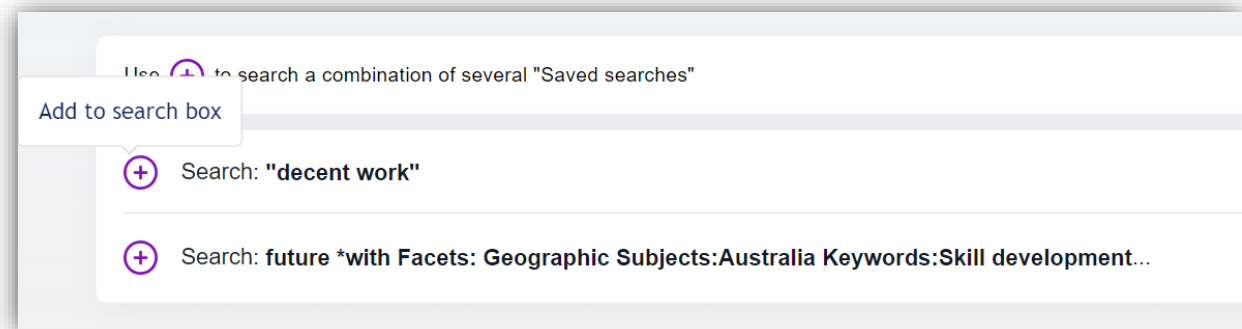 Use + to search a combination of several "Saved searches"
Add to search box
+ Search: "decent work"
+ Search: future *with Facets: Geographic Subjects:Australia Keywords:Skill development...